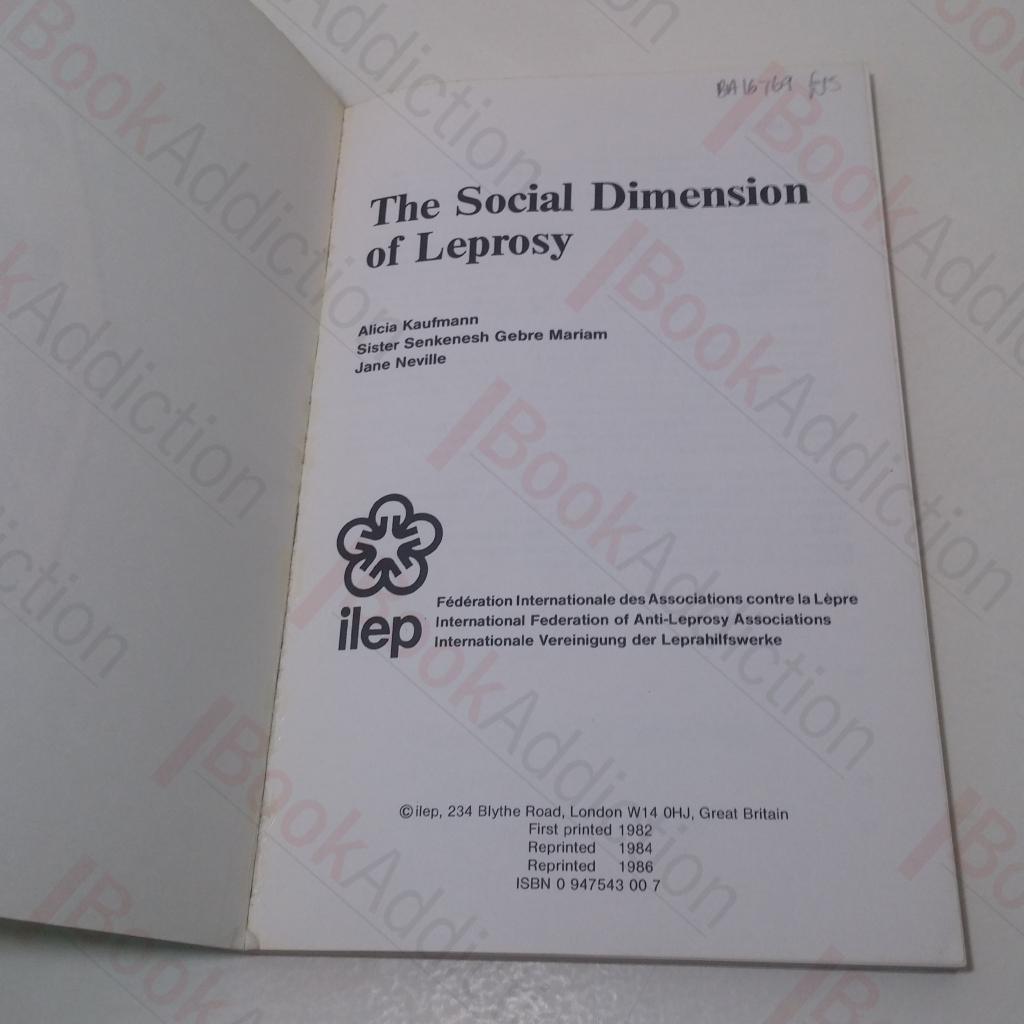 BA16769 £15
The Social Dimension
of Leprosy
Alicia Kaufmann
Sister Senkenesh Gebre Mariam
Jane Neville
ilep
Fédération Internationale des Associations contre la Lèpre
International Federation of Anti-Leprosy Associations
Internationale Vereinigung der Leprahilfswerke
©ilep, 234 Blythe Road, London W14 0HJ, Great Britain
First printed 1982
Reprinted 1984
Reprinted 1986
ISBN 0 947543 00 7
BookAddiction